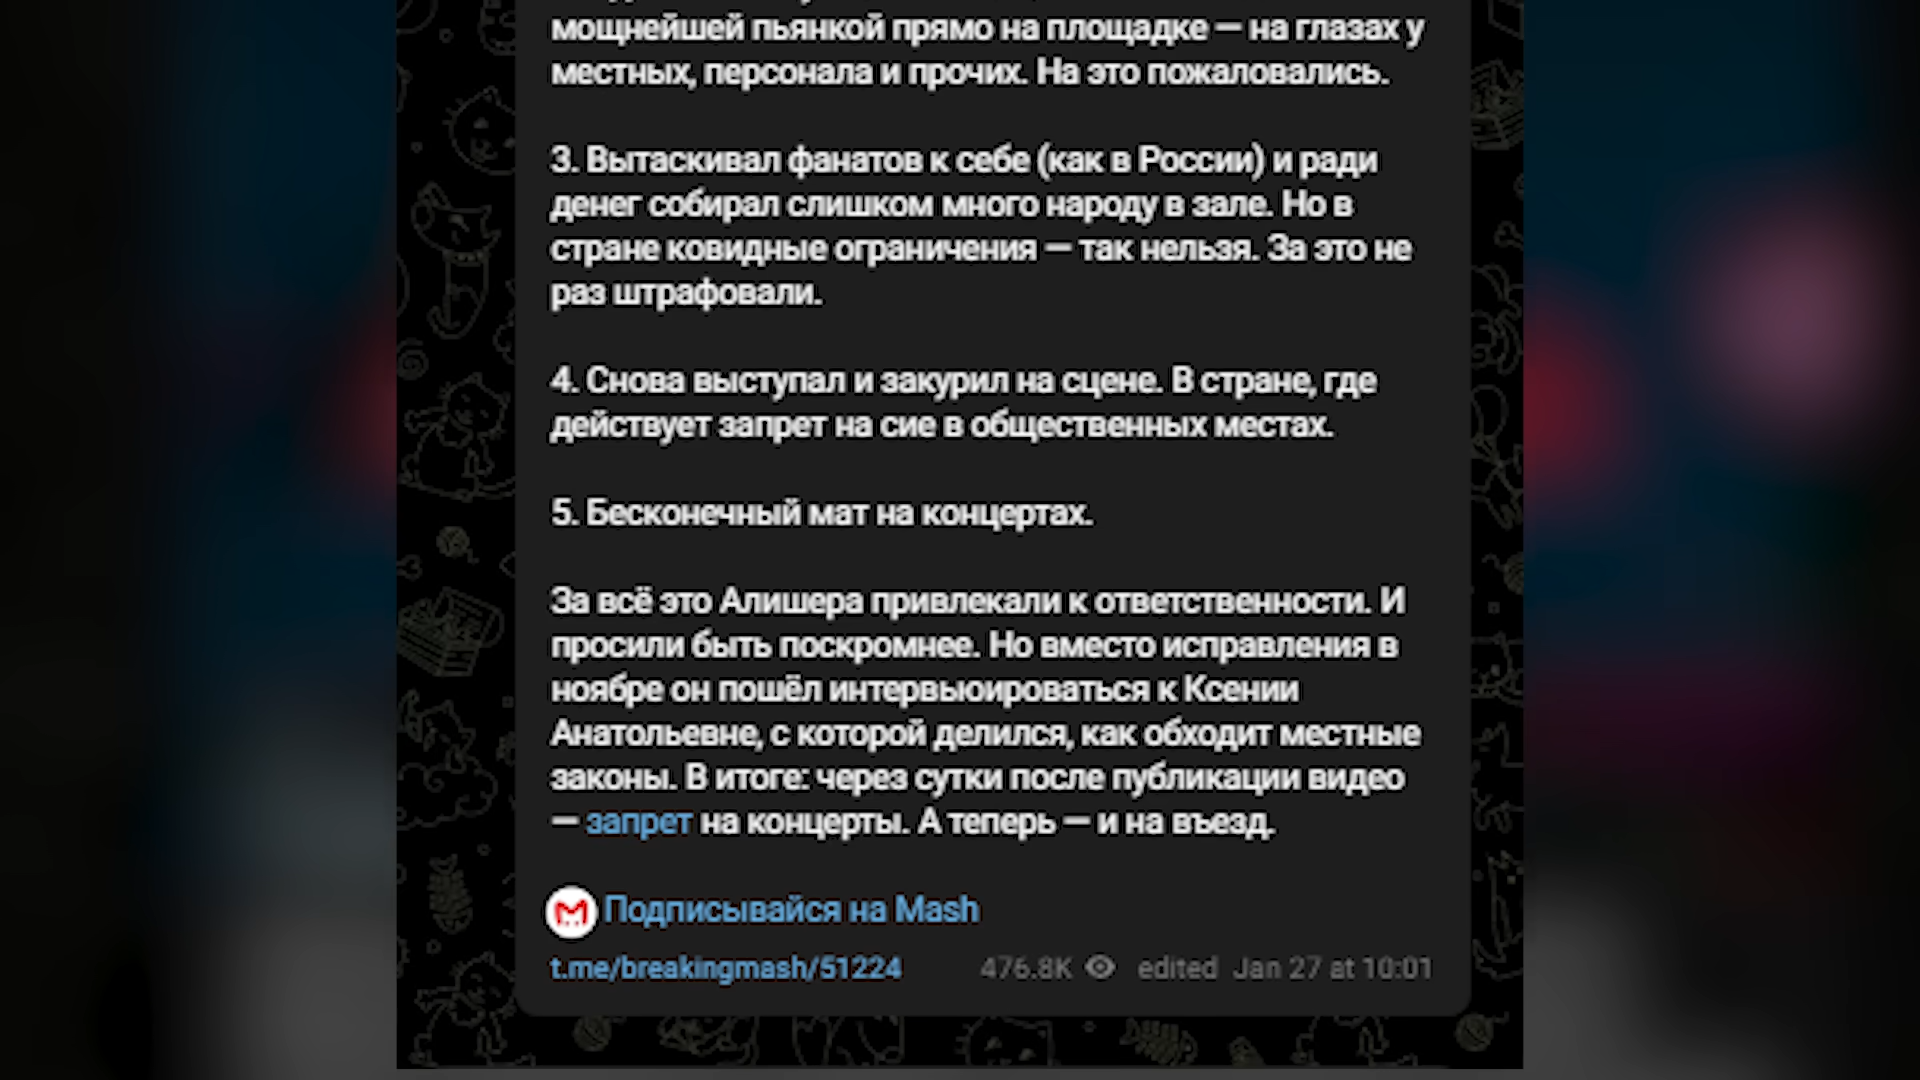 мощнейшей пьянкой прямо на площадке — на глазах у
местных, персонала и прочих. На это пожаловались.
3. Вытаскивал фанатов к себе (как в России) и ради
денег собирал слишком много народу в зале. Но в
стране ковидные ограничения — так нельзя. За это не
раз штрафовали.
4. Снова выступал и закурил на сцене. В стране, где
действует запрет на сие в общественных местах.
5. Бесконечный мат на концертах.
За всё это Алишера привлекали к ответственности. И
просили быть поскромнее. Но вместо исправления в
ноябре он пошёл интервьюироваться к Ксении
Анатольевне, с которой делился, как обходит местные
законы. В итоге: через сутки после публикации видео
— запрет на концерты. А теперь — и на въезд.
Подписывайся на Mash
t.me/breakingmash/51224 476.8K edited Jan 27 at 10:01